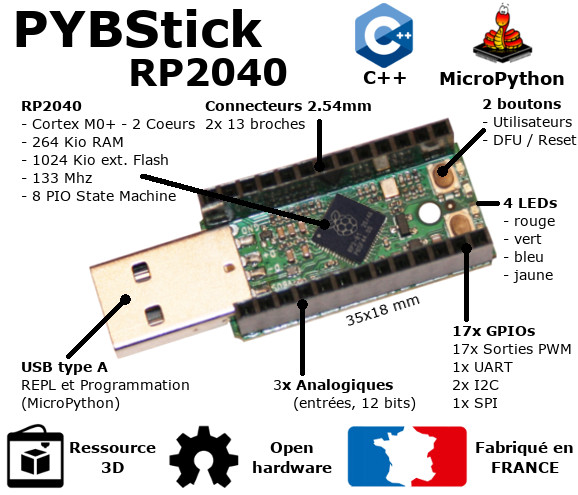 PYBStick
RP2040
C++
MicroPython
RP2040
- Cortex M0+ - 2 Coeurs
- 264 Kio RAM
- 1024 Kio ext. Flash
- 133 Mhz
- 8 PIO State Machine
Connecteurs 2.54mm
2x 13 broches
2 boutons
- Utilisateurs
- DFU / Reset
4 LEDs
- rouge
- vert
- bleu
- jaune
35x18 mm
17x GPIOs
17x Sorties PWM
1x UART
2x I2C
1x SPI
USB type A
REPL et Programmation
(MicroPython)
3x Analogiques
(entrées, 12 bits)
Ressource
3D
Open
hardware
Fabriqué en
FRANCE